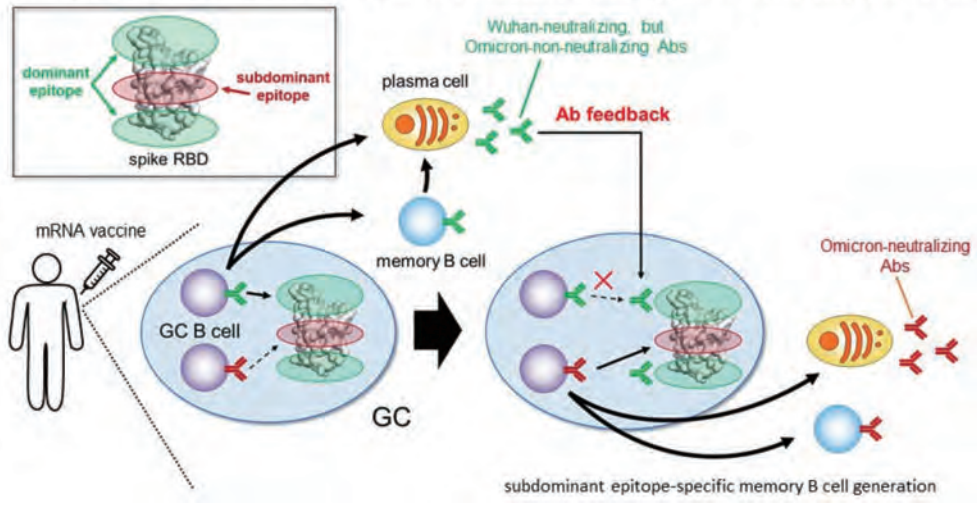 dominant
epitope
subdominant
epitope
spike RBD
Wuhan-neutralizing, but
Omicron-non-neutralizing Abs
plasma cell
Ab feedback
mRNA vaccine
memory B cell
GC B cell
GC
Omicron-neutralizing
Abs
subdominant epitope-specific memory B cell generation